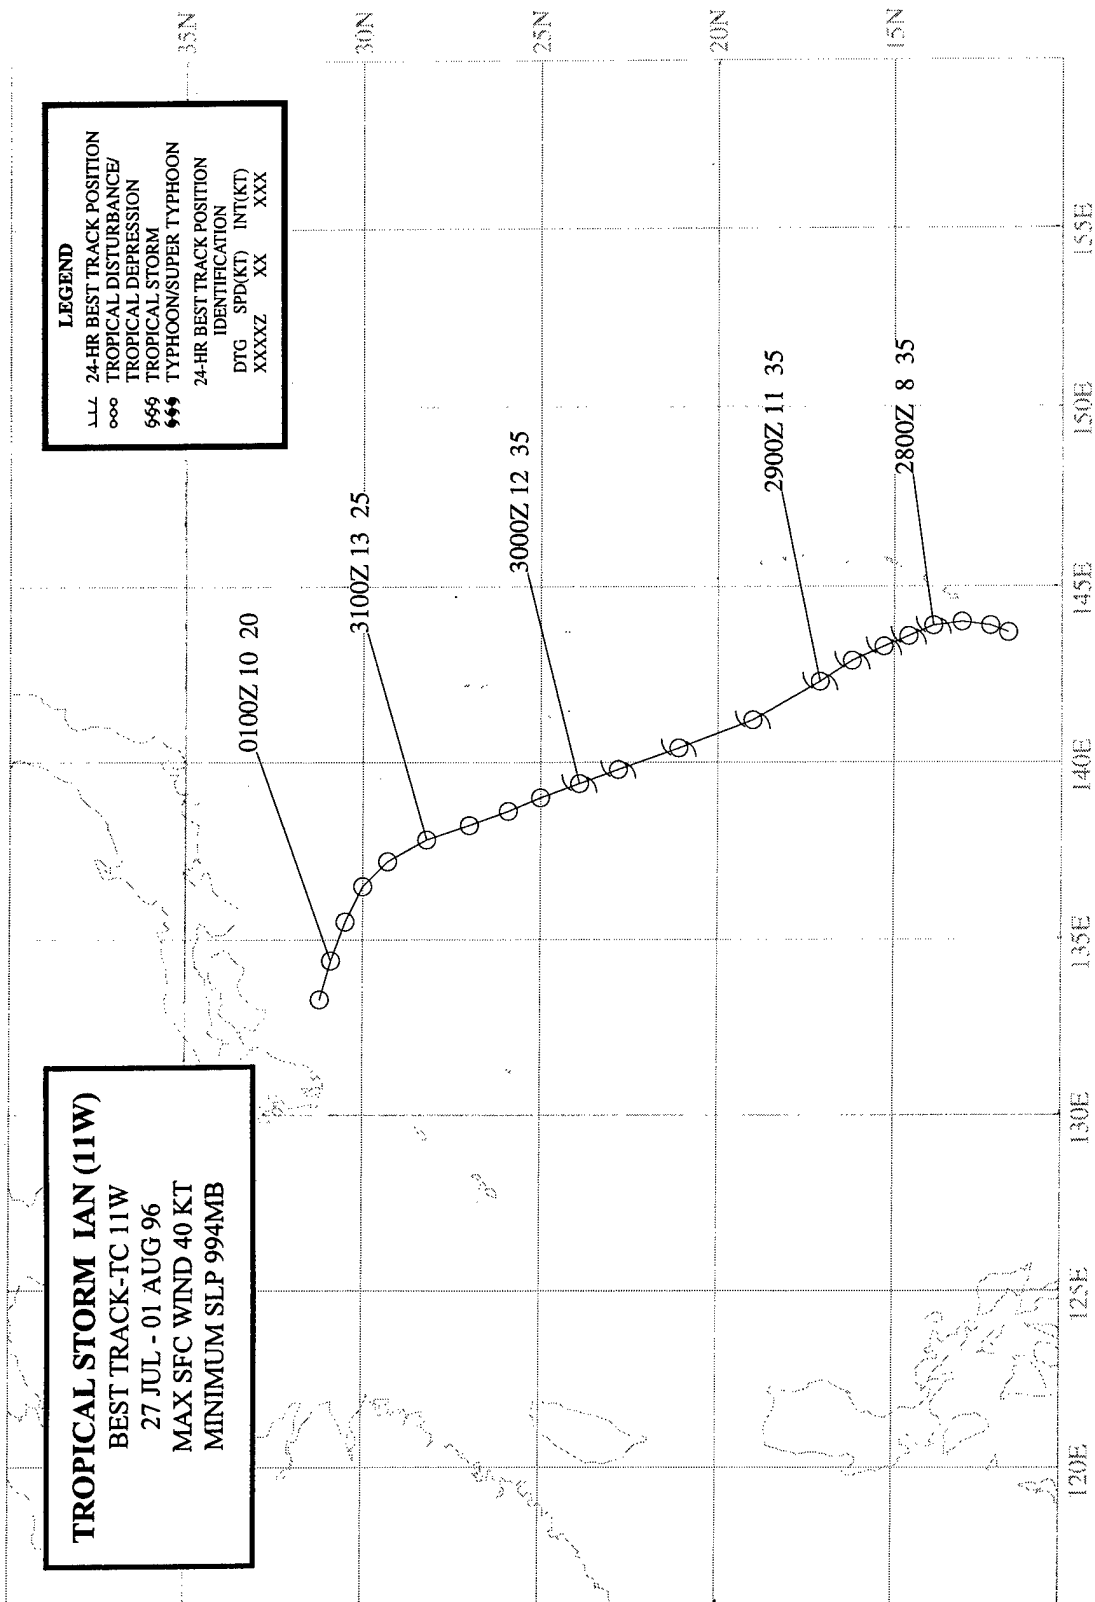 TROPICAL STORM IAN (11W)
BEST TRACK-TC 11W
27 JUL - 01 AUG 96
MAX SFC WIND 40 KT
MINIMUM SLP 994MB
LEGEND
24-HR BEST TRACK POSITION
TROPICAL DISTURBANCE/
TROPICAL DEPRESSION
TROPICAL STORM
TYPHOON/SUPER TYPHOON
24-HR BEST TRACK POSITION
IDENTIFICATION
DTG SPD(KT) INT(KT)
XXXXZ XX XXX
35N
30N
25N
20N
15N
0100Z 10 20
3100Z 13 25
3000Z 12 35
2900Z 11 35
2800Z 8 35
120E
125E
130E
135E
140E
145E
150E
155E